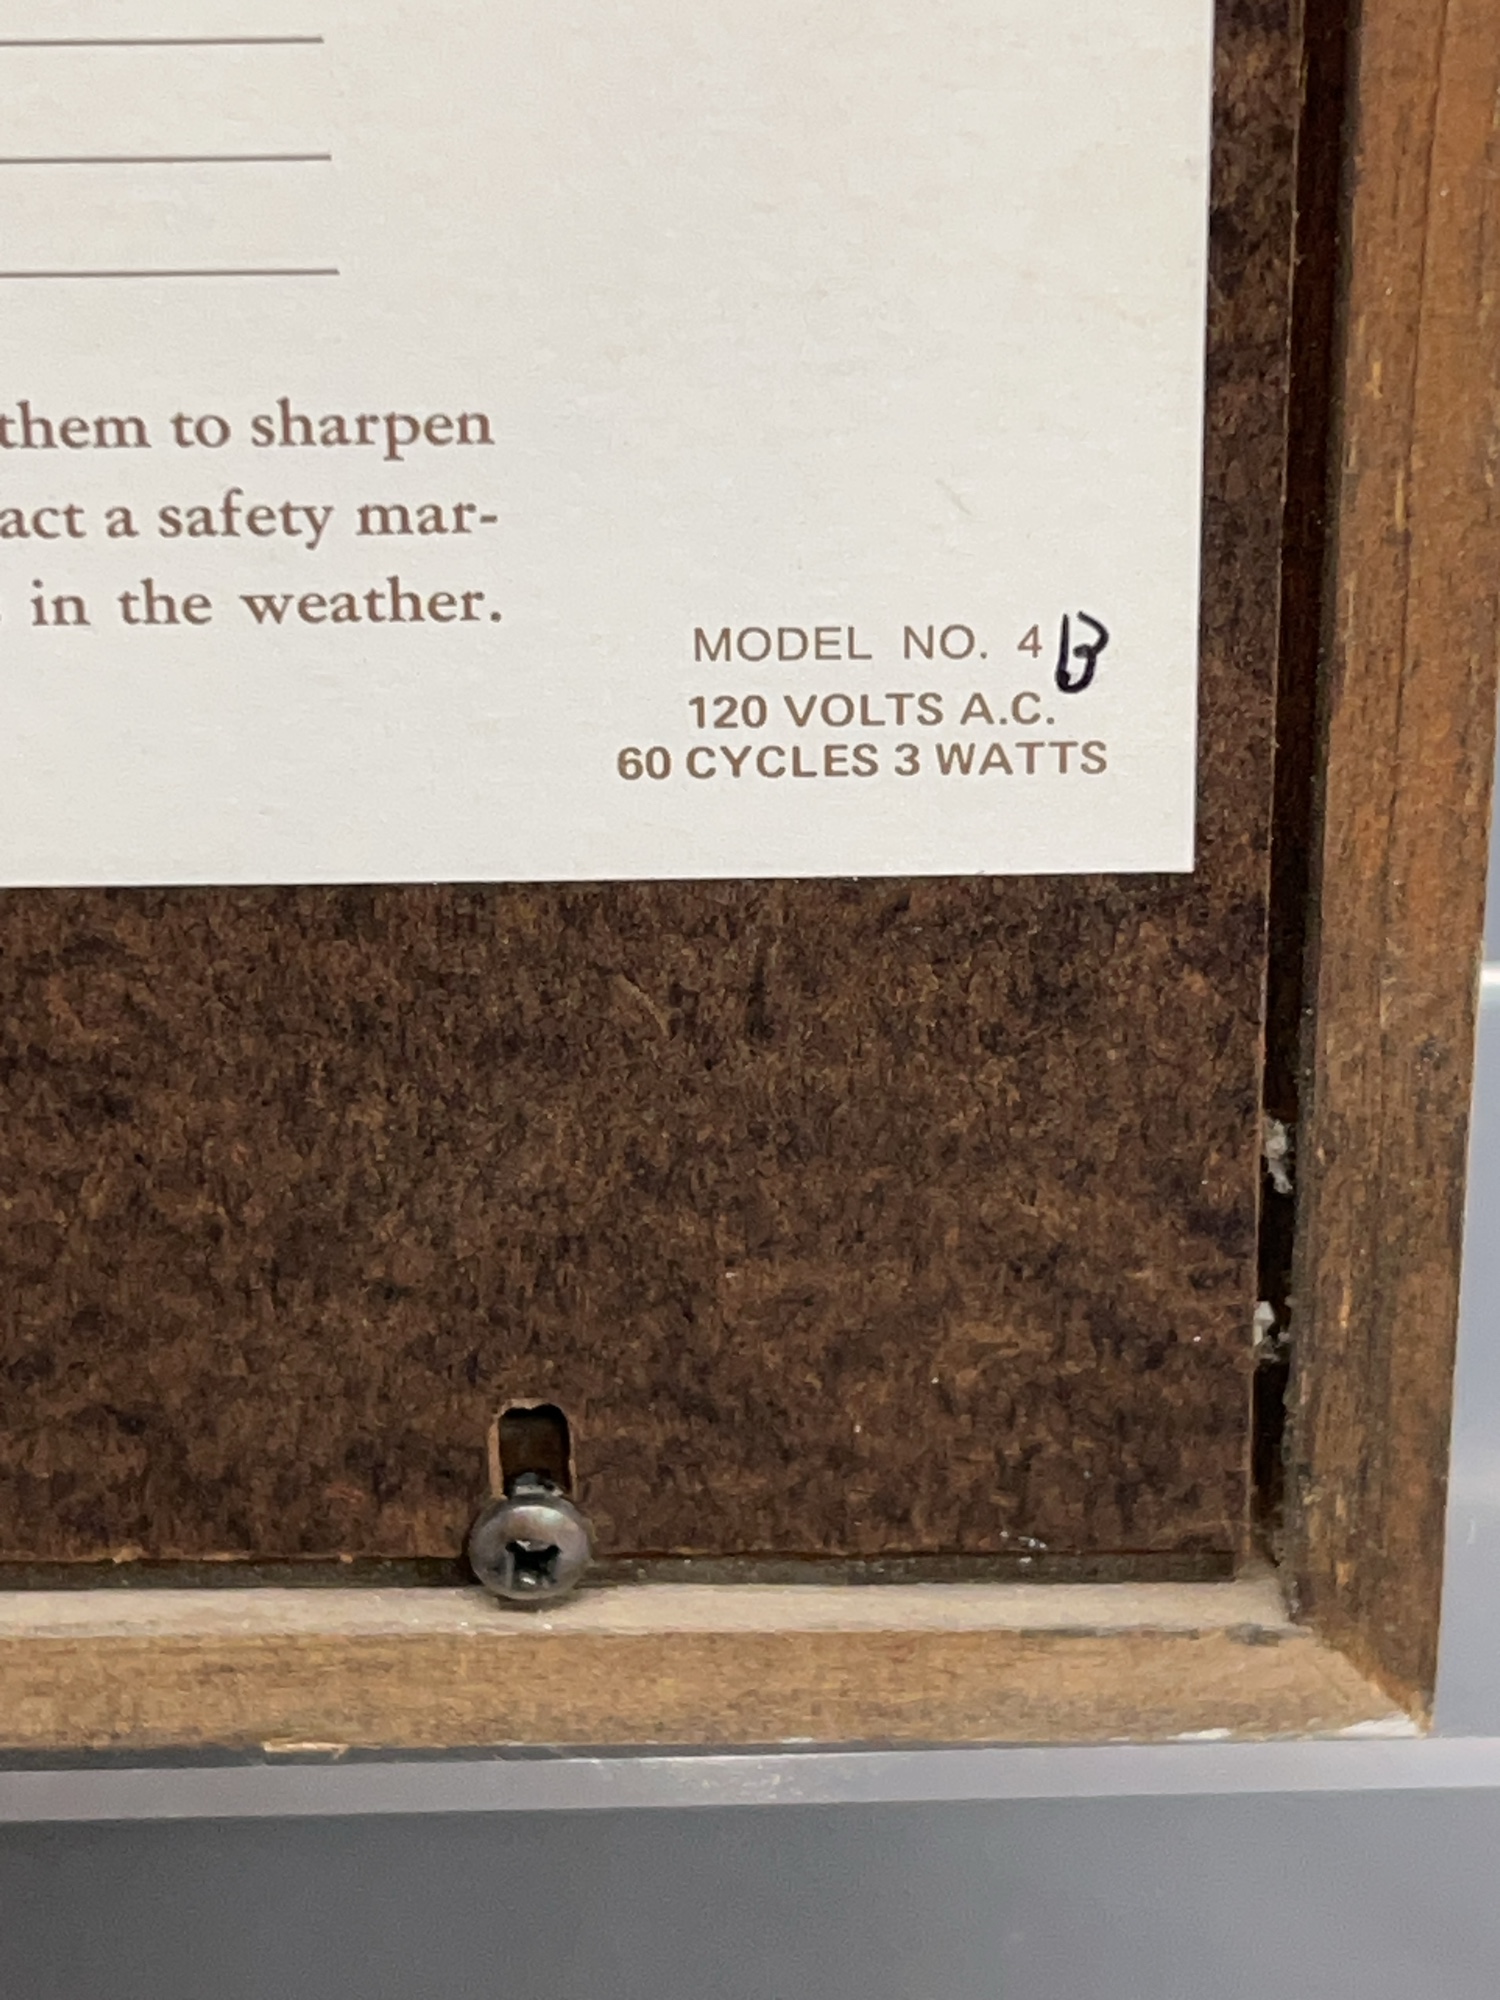 them to sharpen
act a safety mar-
in the weather.
MODEL NO. 4B
120 VOLTS A.C.
60 CYCLES 3 WATTS